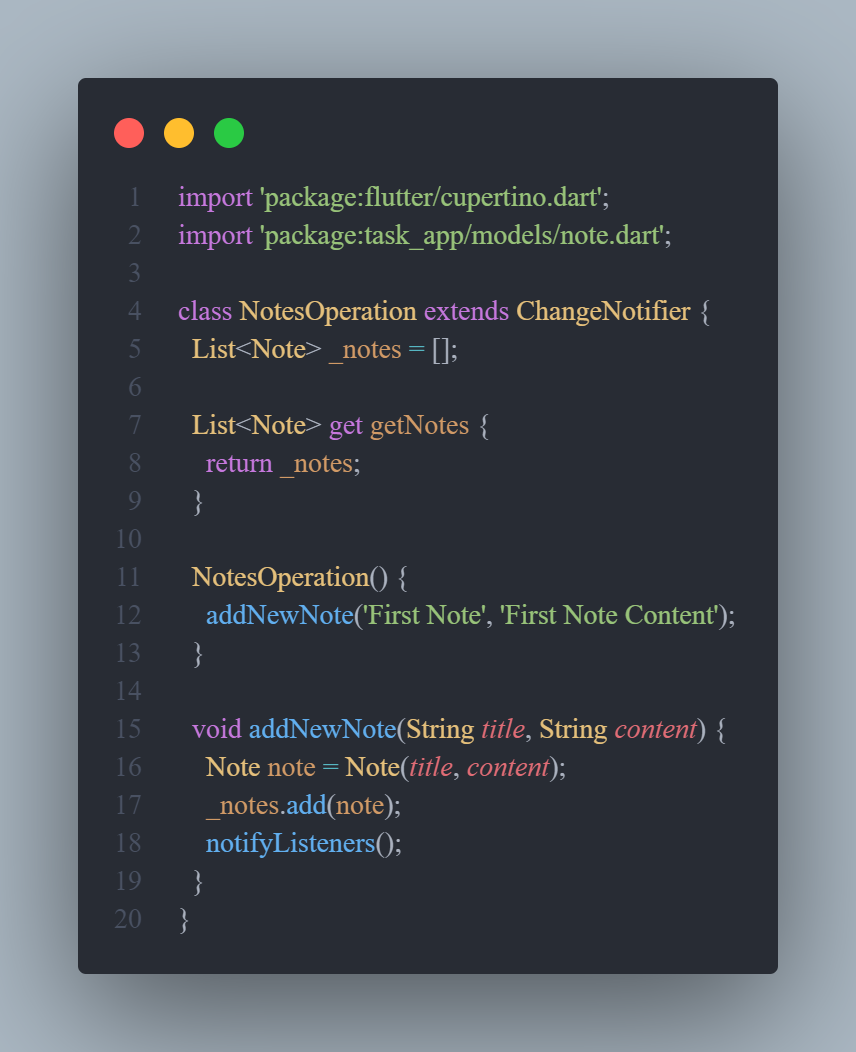 1 import 'package:flutter/cupertino.dart';
2 import 'package:task_app/models/note.dart';
3
4 class NotesOperation extends ChangeNotifier {
5   List<Note> _notes = [];
6
7   List<Note> get getNotes {
8     return _notes;
9   }
10
11   NotesOperation() {
12     addNewNote('First Note', 'First Note Content');
13   }
14
15   void addNewNote(String title, String content) {
16     Note note = Note(title, content);
17     _notes.add(note);
18     notifyListeners();
19   }
20 }